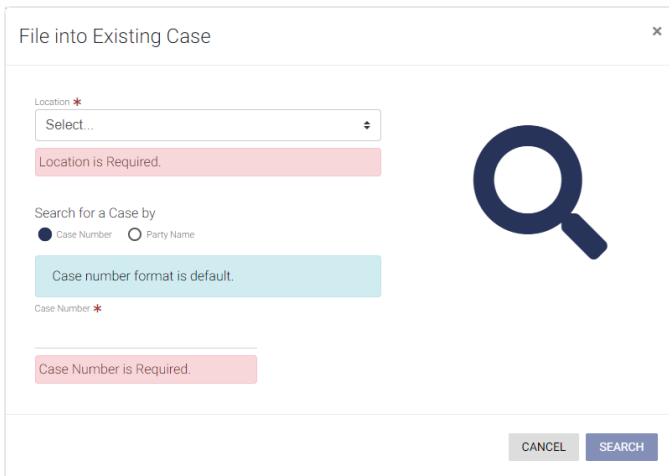 File into Existing Case
×
Location *
Select...
Location is Required.
Search for a Case by
Case Number Party Name
Case number format is default.
Case Number *
Case Number is Required.
CANCEL SEARCH